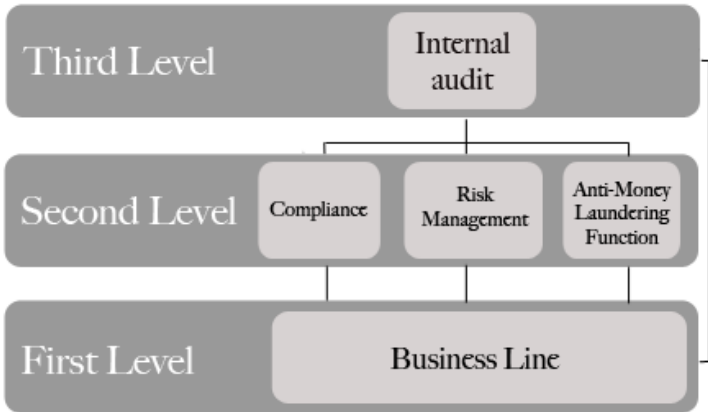 Third Level
Internal
audit
Second Level
Compliance
Risk
Management
Anti-Money
Laundering
Function
First Level
Business Line